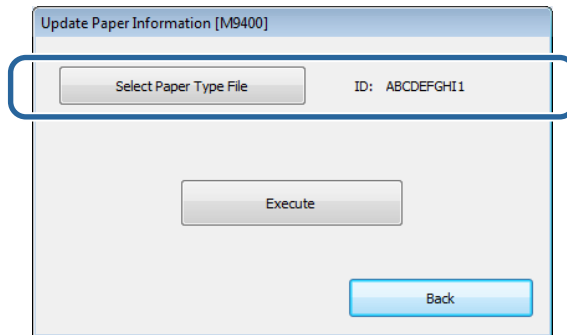 Update Paper Information [M9400]
Select Paper Type File ID: ABCDEFGHI1
Execute
Back